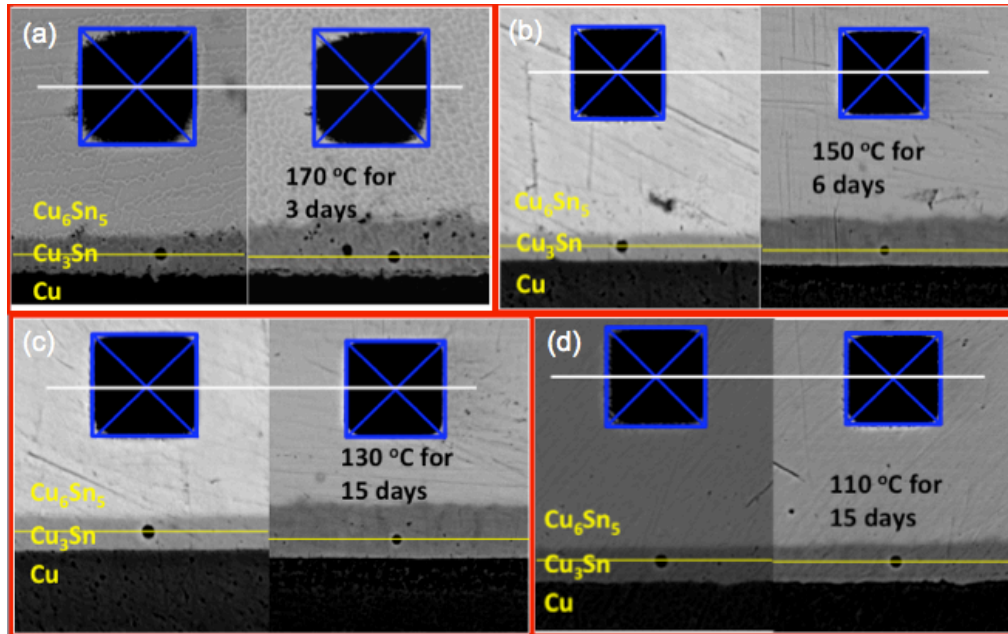 (a)
170 °C for
3 days
Cu₆Sn₅
Cu₃Sn
Cu
(b)
150 °C for
6 days
Cu₆Sn₅
Cu₃Sn
Cu
(c)
130 °C for
15 days
Cu₆Sn₅
Cu₃Sn
Cu
(d)
110 °C for
15 days
Cu₆Sn₅
Cu₃Sn
Cu